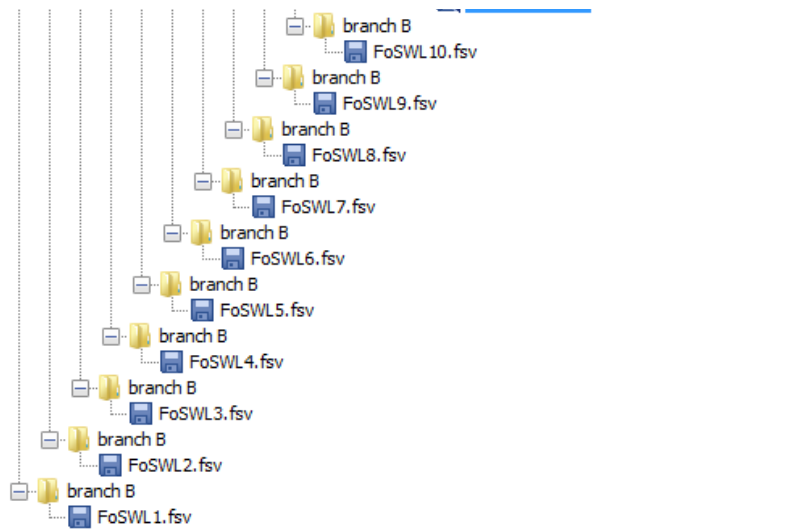 branch B
FoSWL10.fsv
branch B
FoSWL9.fsv
branch B
FoSWL8.fsv
branch B
FoSWL7.fsv
branch B
FoSWL6.fsv
branch B
FoSWL5.fsv
branch B
FoSWL4.fsv
branch B
FoSWL3.fsv
branch B
FoSWL2.fsv
branch B
FoSWL1.fsv